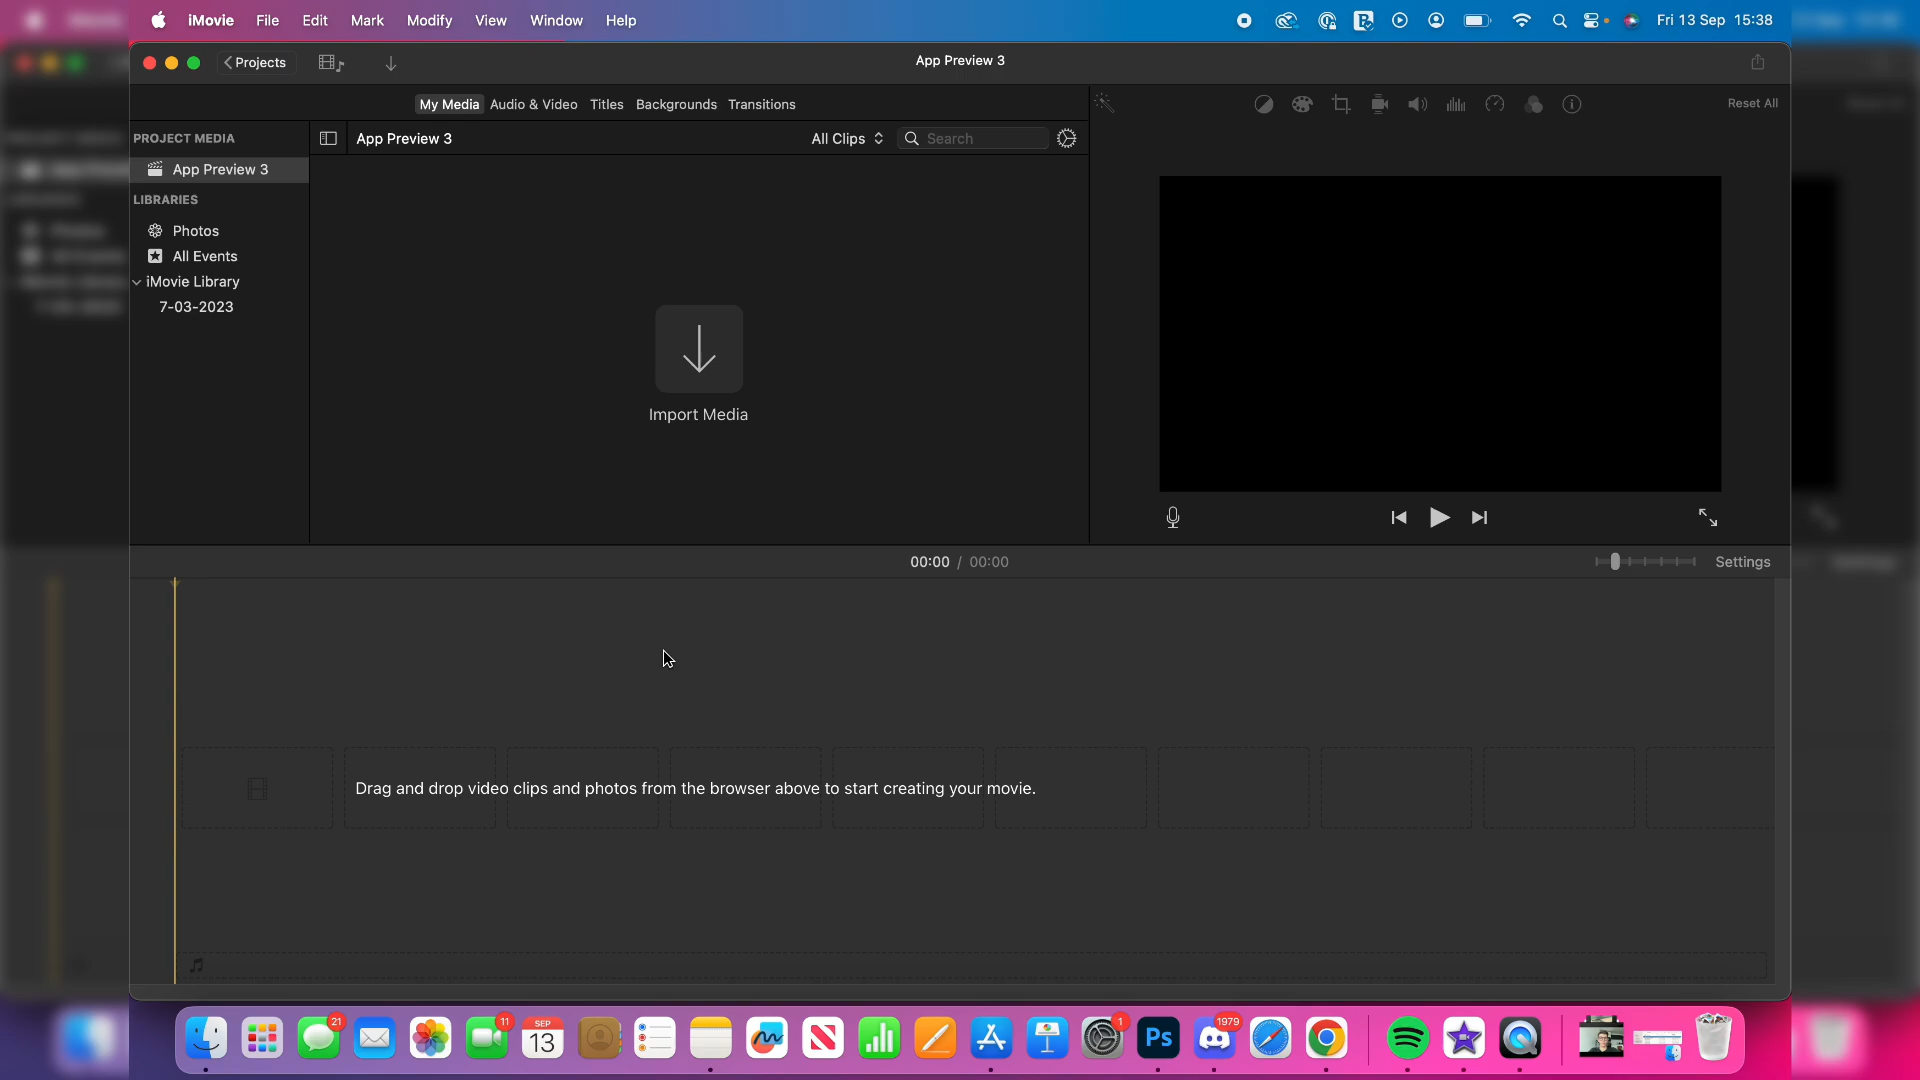 iMovie File Edit Mark Modify View Window Help Fri 13 Sep 15:38
Projects App Preview 3
My Media Audio & Video Titles Backgrounds Transitions Reset All
PROJECT MEDIA App Preview 3 All Clips Search
App Preview 3
LIBRARIES
Photos
All Events
iMovie Library
7-03-2023
Import Media
00:00 / 00:00 Settings
Drag and drop video clips and photos from the browser above to start creating your movie.
21 11 SEP 13 1 Ps 1979